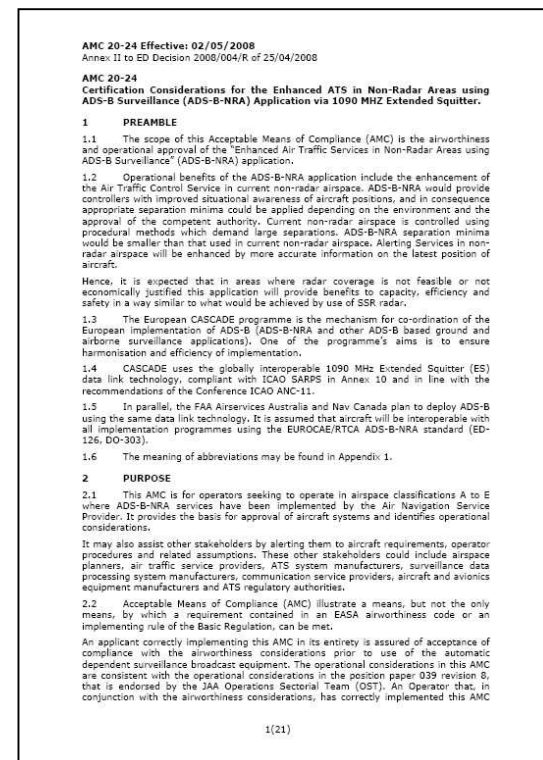 AMC 20-24 Effective: 02/05/2008
Annex II to ED Decision 2008/004/R of 25/04/2008
AMC 20-24
Certification Considerations for the Enhanced ATS in Non-Radar Areas using
ADS-B Surveillance (ADS-B-NRA) Application via 1090 MHZ Extended Squitter.
1 PREAMBLE
1.1 The scope of this Acceptable Means of Compliance (AMC) is the airworthiness
and operational approval of the "Enhanced Air Traffic Services in Non-Radar Areas using
ADS-B Surveillance" (ADS-B-NRA) application.
1.2 Operational benefits of the ADS-B-NRA application include the enhancement of
the Air Traffic Control Service in current non-radar airspace. ADS-B-NRA would provide
controllers with improved situational awareness of aircraft positions, and in consequence
appropriate separation minima could be applied depending on the environment and the
approval of the competent authority. Current non-radar airspace is controlled using
procedural methods which demand large separations. ADS-B-NRA separation minima
would be smaller than that used in current non-radar airspace. Alerting Services in non-
radar airspace will be enhanced by more accurate information on the latest position of
aircraft.
Hence, it is expected that in areas where radar coverage is not feasible or not
economically justified this application will provide benefits to capacity, efficiency and
safety in a way similar to what would be achieved by use of SSR radar.
1.3 The European CASCADE programme is the mechanism for co-ordination of the
European implementation of ADS-B (ADS-B-NRA and other ADS-B based ground and
airborne surveillance applications). One of the programme's aims is to ensure
harmonisation and efficiency of implementation.
1.4 CASCADE uses the globally interoperable 1090 MHz Extended Squitter (ES)
data link technology, compliant with ICAO SARPS in Annex 10 and in line with the
recommendations of the Conference ICAO ANC-11.
1.5 In parallel, the FAA Airservices Australia and Nav Canada plan to deploy ADS-B
using the same data link technology. It is assumed that aircraft will be interoperable with
all implementation programmes using the EUROCAE/RTCA ADS-B-NRA standard (ED-
126, DO-303).
1.6 The meaning of abbreviations may be found in Appendix 1.
2 PURPOSE
2.1 This AMC is for operators seeking to operate in airspace classifications A to E
where ADS-B-NRA services have been implemented by the Air Navigation Service
Provider. It provides the basis for approval of aircraft systems and identifies operational
considerations.
It may also assist other stakeholders by alerting them to aircraft requirements, operator
procedures and related assumptions. These other stakeholders could include airspace
planners, air traffic service providers, ATS system manufacturers, surveillance data
processing system manufacturers, communication service providers, aircraft and avionics
equipment manufacturers and ATS regulatory authorities.
2.2 Acceptable Means of Compliance (AMC) illustrate a means, but not the only
means, by which a requirement contained in an EASA airworthiness code or an
implementing rule of the Basic Regulation, can be met.
An applicant correctly implementing this AMC in its entirety is assured of acceptance of
compliance with the airworthiness considerations prior to use of the automatic
dependent surveillance broadcast equipment. The operational considerations in this AMC
are consistent with the operational considerations in the position paper 039 revision 8,
that is endorsed by the JAA Operations Sectorial Team (OST). An Operator that, in
conjunction with the airworthiness considerations, has correctly implemented this AMC
1(21)